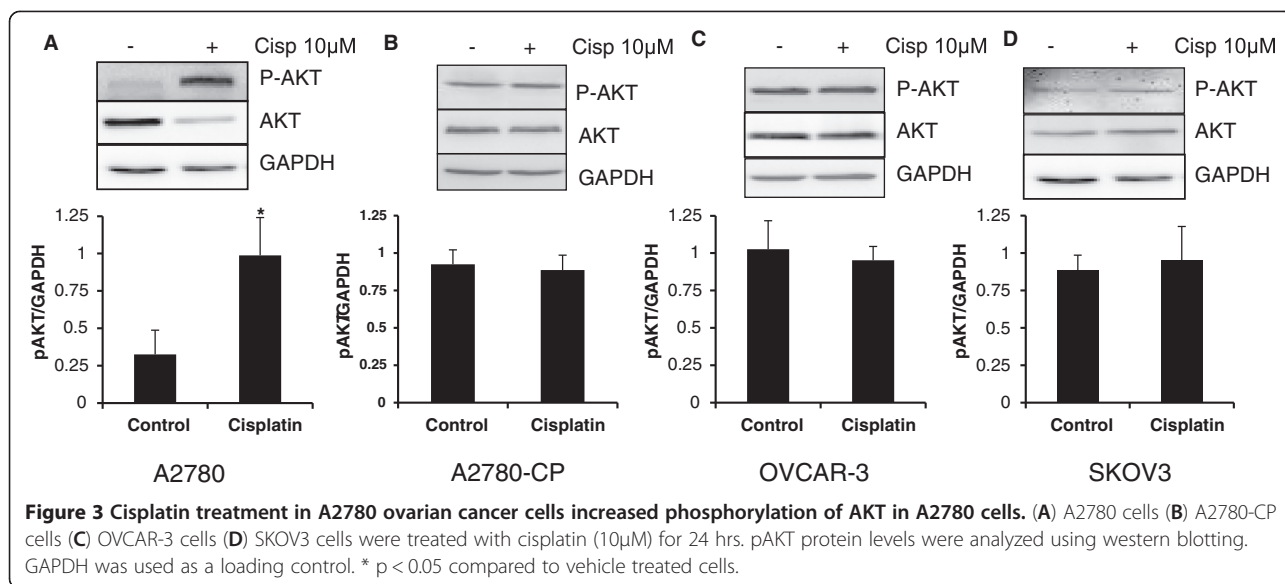 A - + Cisp 10µM B - + Cisp 10µM C - + Cisp 10µM D - + Cisp 10µM
P-AKT P-AKT P-AKT P-AKT
AKT AKT AKT AKT
GAPDH GAPDH GAPDH GAPDH
pAKT/GAPDH
1.25
1
0.75
0.5
0.25
0
Control Cisplatin
*
A2780
pAKT/GAPDH
1.25
1
0.75
0.5
0.25
0
Control Cisplatin
A2780-CP
pAKT/GAPDH
1.25
1
0.75
0.5
0.25
0
Control Cisplatin
OVCAR-3
pAKT/GAPDH
1.25
1
0.75
0.5
0.25
0
Control Cisplatin
SKOV3
Figure 3 Cisplatin treatment in A2780 ovarian cancer cells increased phosphorylation of AKT in A2780 cells. (A) A2780 cells (B) A2780-CP
cells (C) OVCAR-3 cells (D) SKOV3 cells were treated with cisplatin (10µM) for 24 hrs. pAKT protein levels were analyzed using western blotting.
GAPDH was used as a loading control. * p < 0.05 compared to vehicle treated cells.